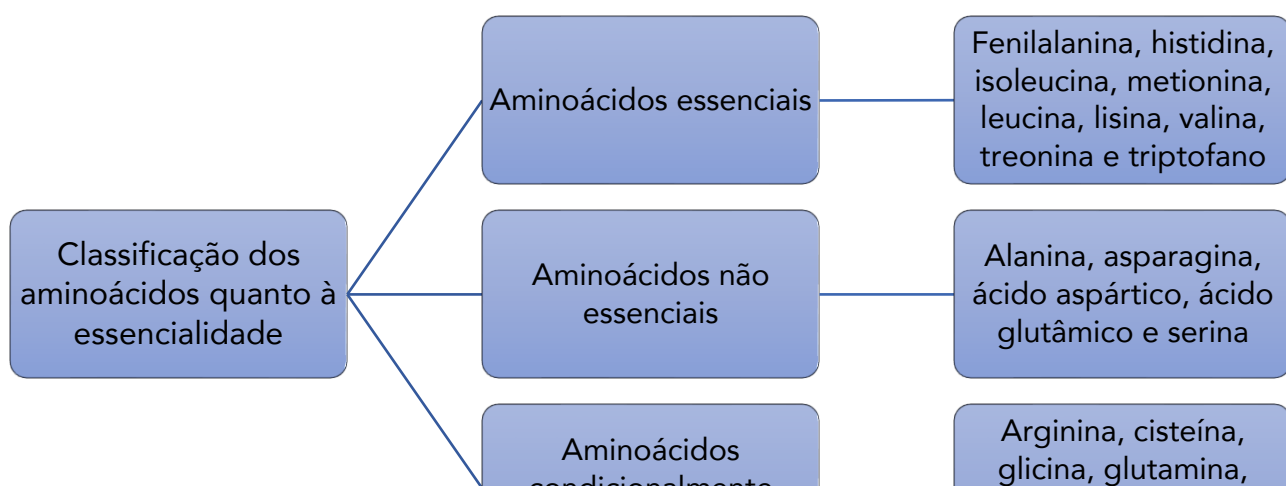 Classificação dos
aminoácidos quanto à
essencialidade
Aminoácidos essenciais
Fenilalanina, histidina,
isoleucina, metionina,
leucina, lisina, valina,
treonina e triptofano
Aminoácidos não
essenciais
Alanina, asparagina,
ácido aspártico, ácido
glutâmico e serina
Aminoácidos
condicionalmente
Arginina, cisteína,
glicina, glutamina,